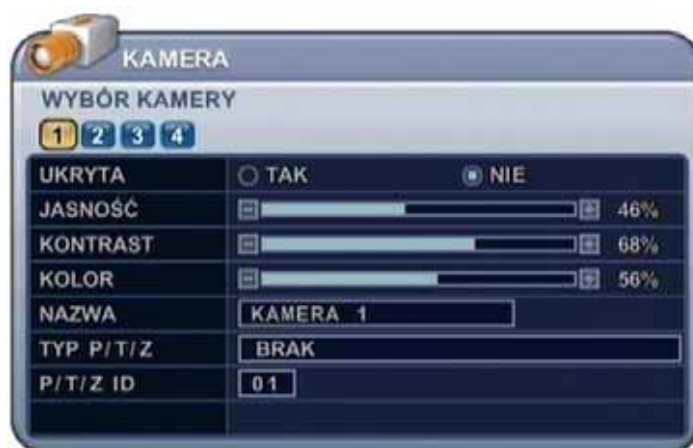 KAMERA
WYBÓR KAMERY
1 2 3 4
UKRYTA TAK NIE
JASNOŚĆ 46%
KONTRAST 68%
KOLOR 56%
NAZWA KAMERA 1
TYP P/T/Z BRAK
P/T/Z ID 01